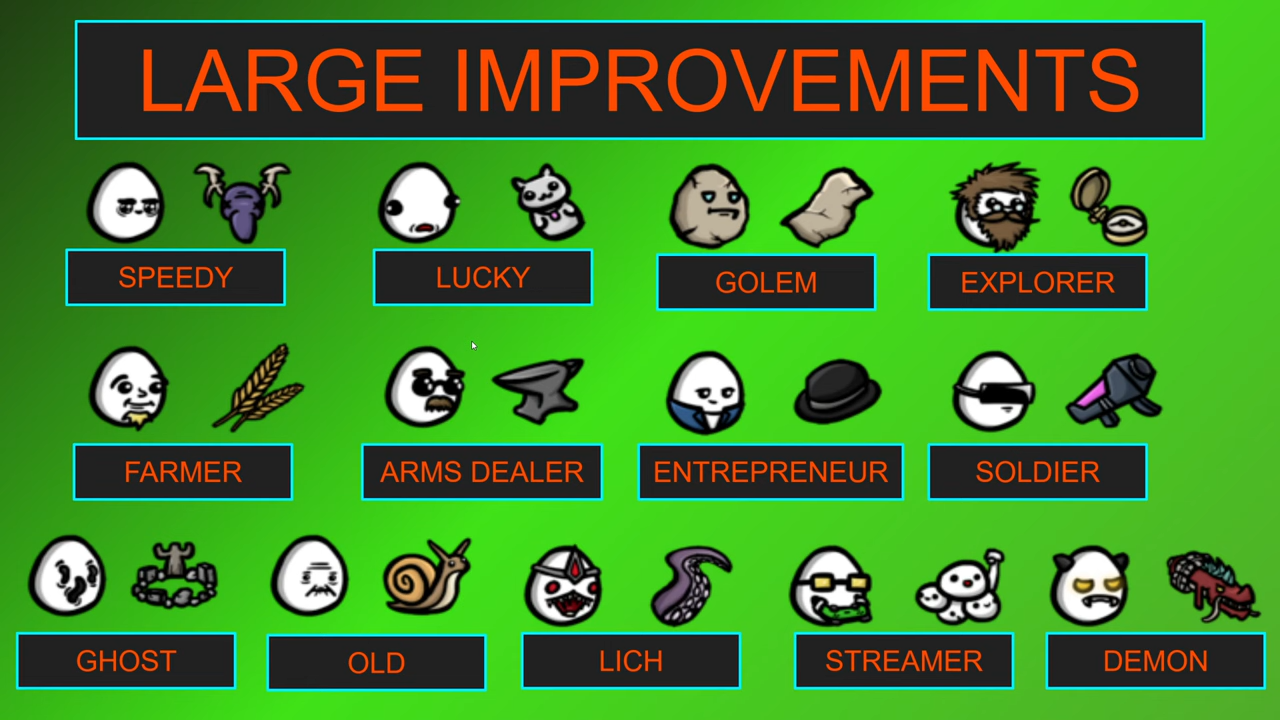 LARGE IMPROVEMENTS
SPEEDY
LUCKY
GOLEM
EXPLORER
FARMER
ARMS DEALER
ENTREPRENEUR
SOLDIER
GHOST
OLD
LICH
STREAMER
DEMON